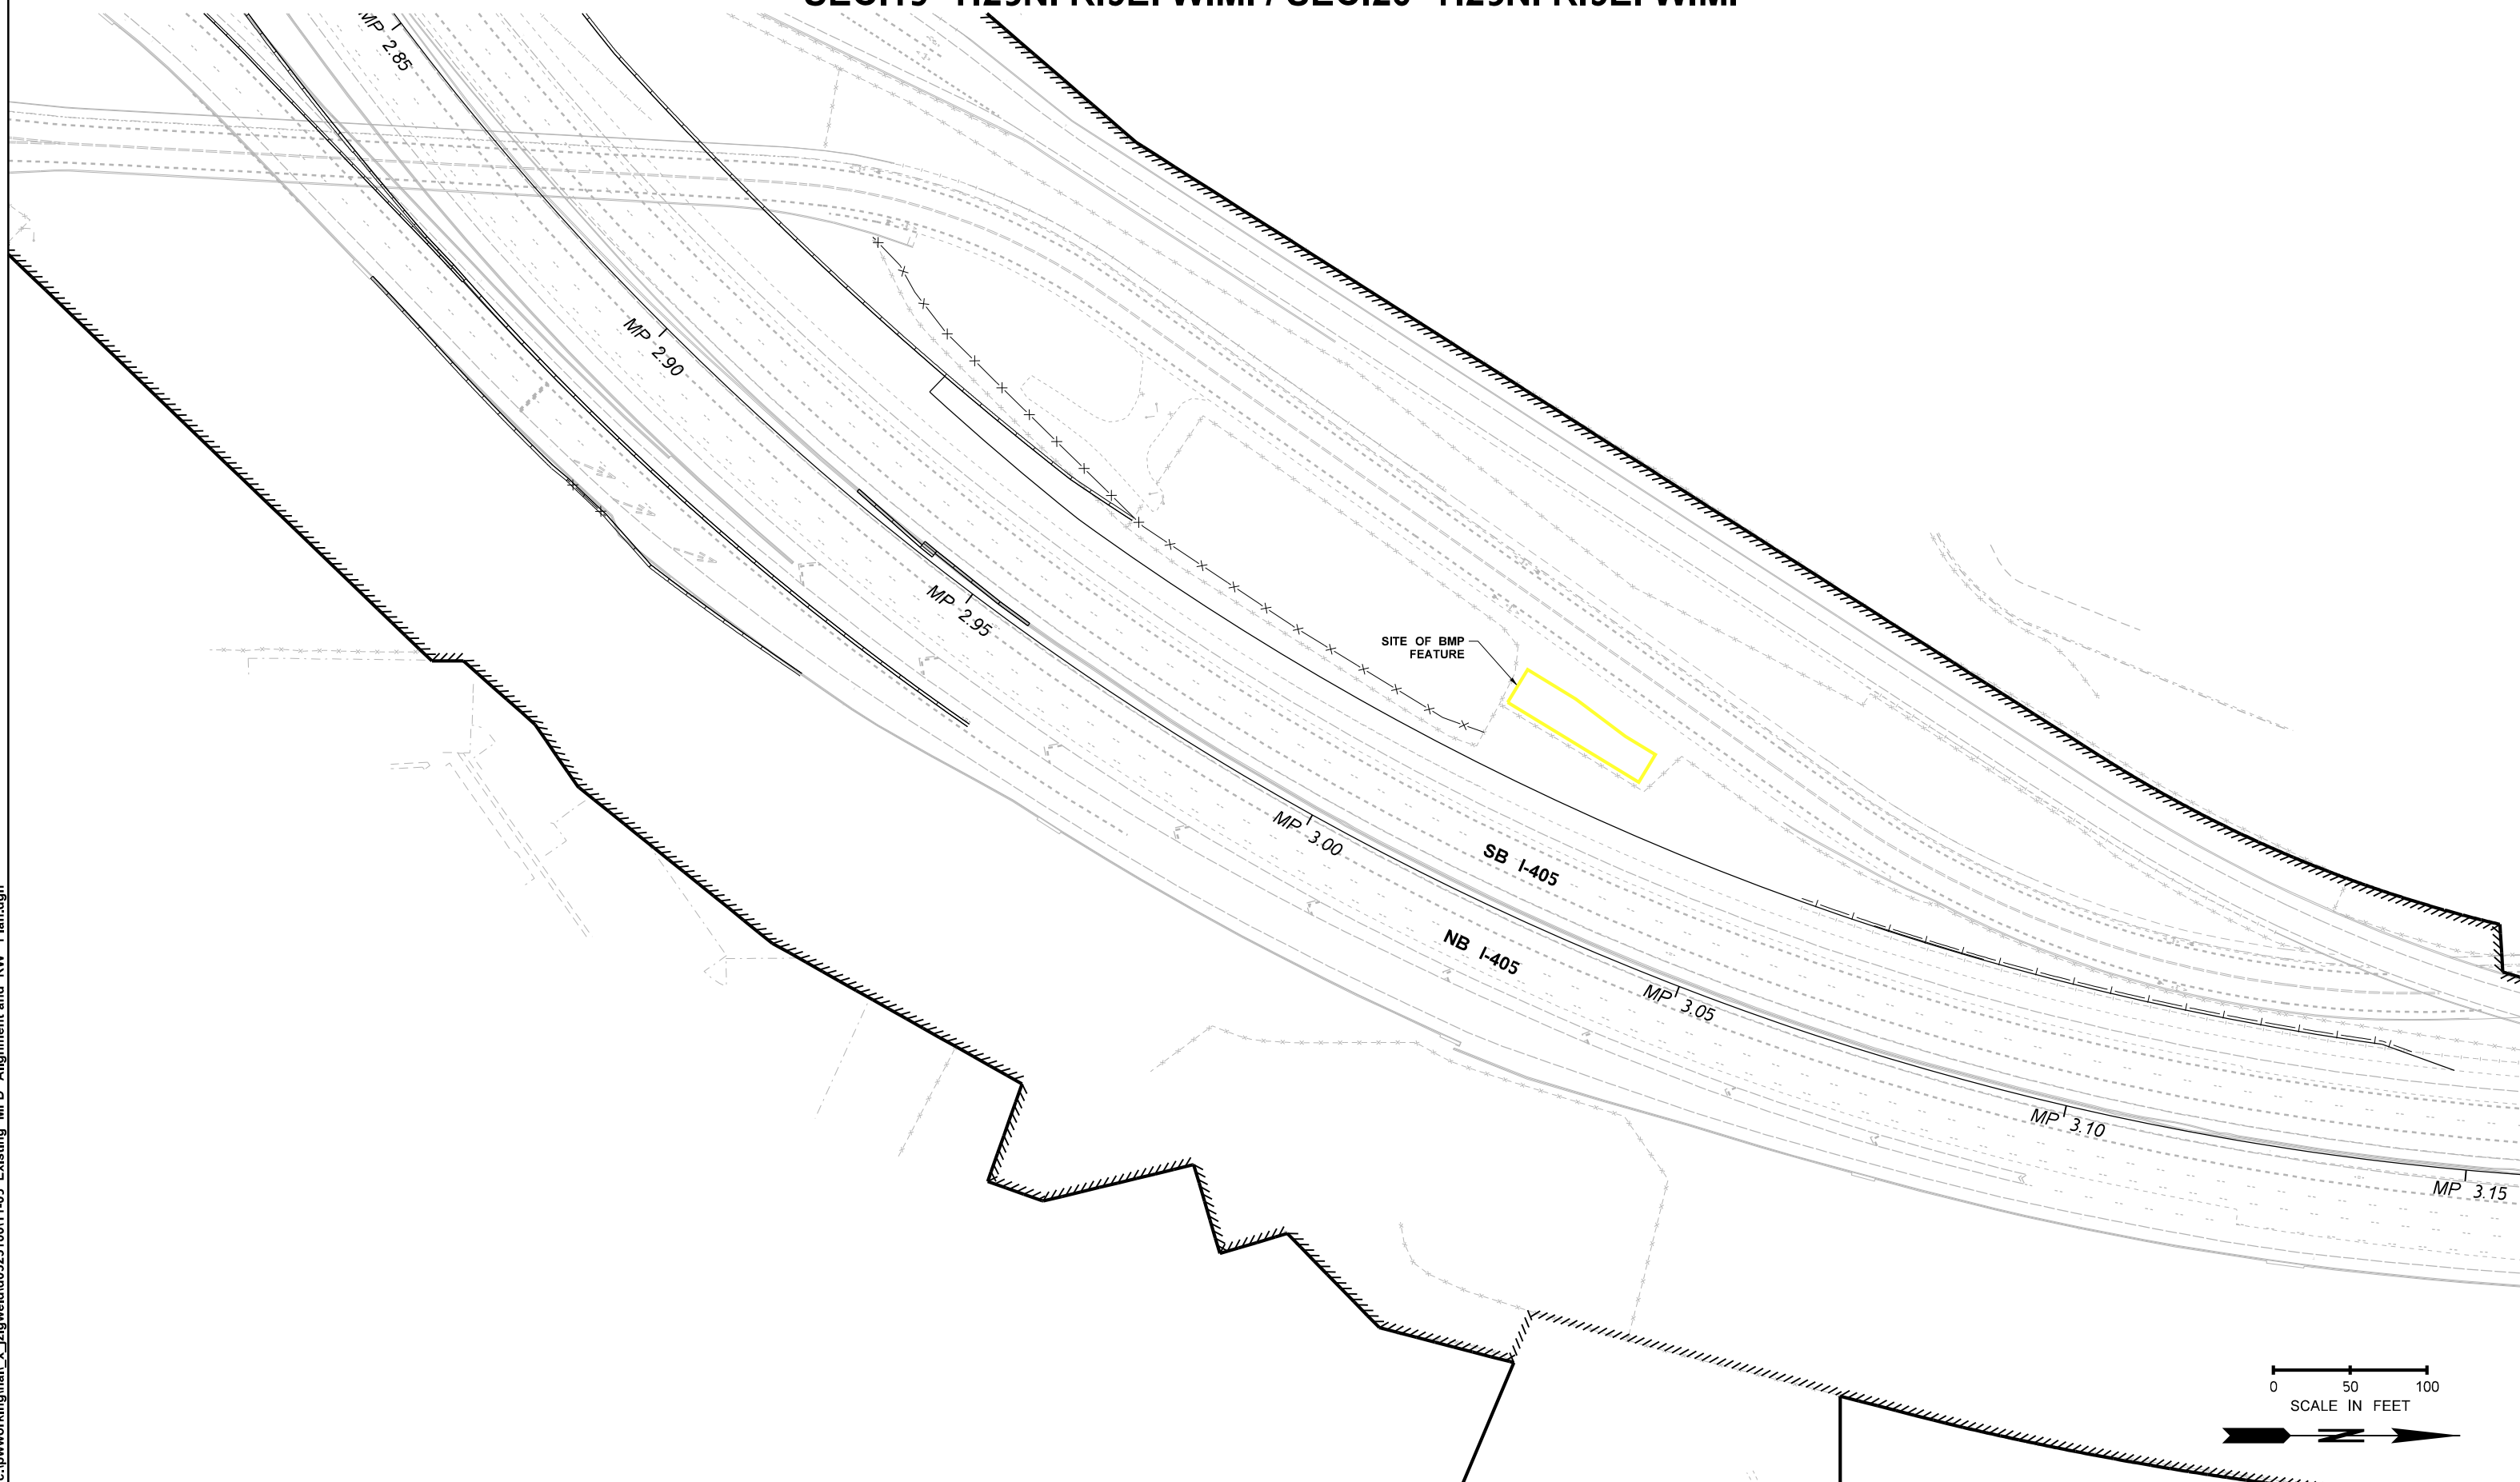 MP 2.85
MP 2.90
MP 2.95
SITE OF BMP
FEATURE
MP 3.00
SB I-405
NB I-405
MP 3.05
MP 3.10
MP 3.15
0 50 100
SCALE IN FEET
N